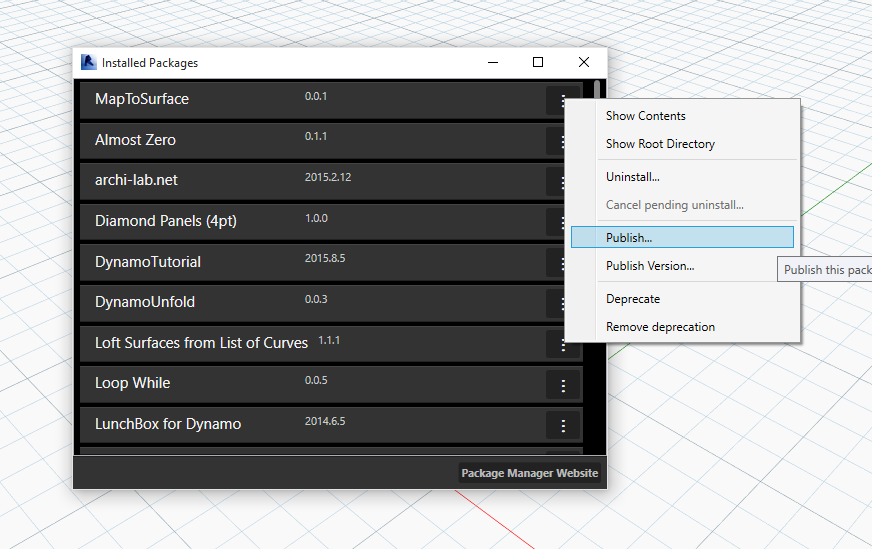 Installed Packages
MapToSurface 0.0.1
Almost Zero 0.1.1
archi-lab.net 2015.2.12
Diamond Panels (4pt) 1.0.0
DynamoTutorial 2015.8.5
DynamoUnfold 0.0.3
Loft Surfaces from List of Curves 1.1.1
Loop While 0.0.5
LunchBox for Dynamo 2014.6.5
Package Manager Website
Show Contents
Show Root Directory
Uninstall...
Cancel pending uninstall...
Publish...
Publish Version...
Deprecate
Remove deprecation
Publish this pack